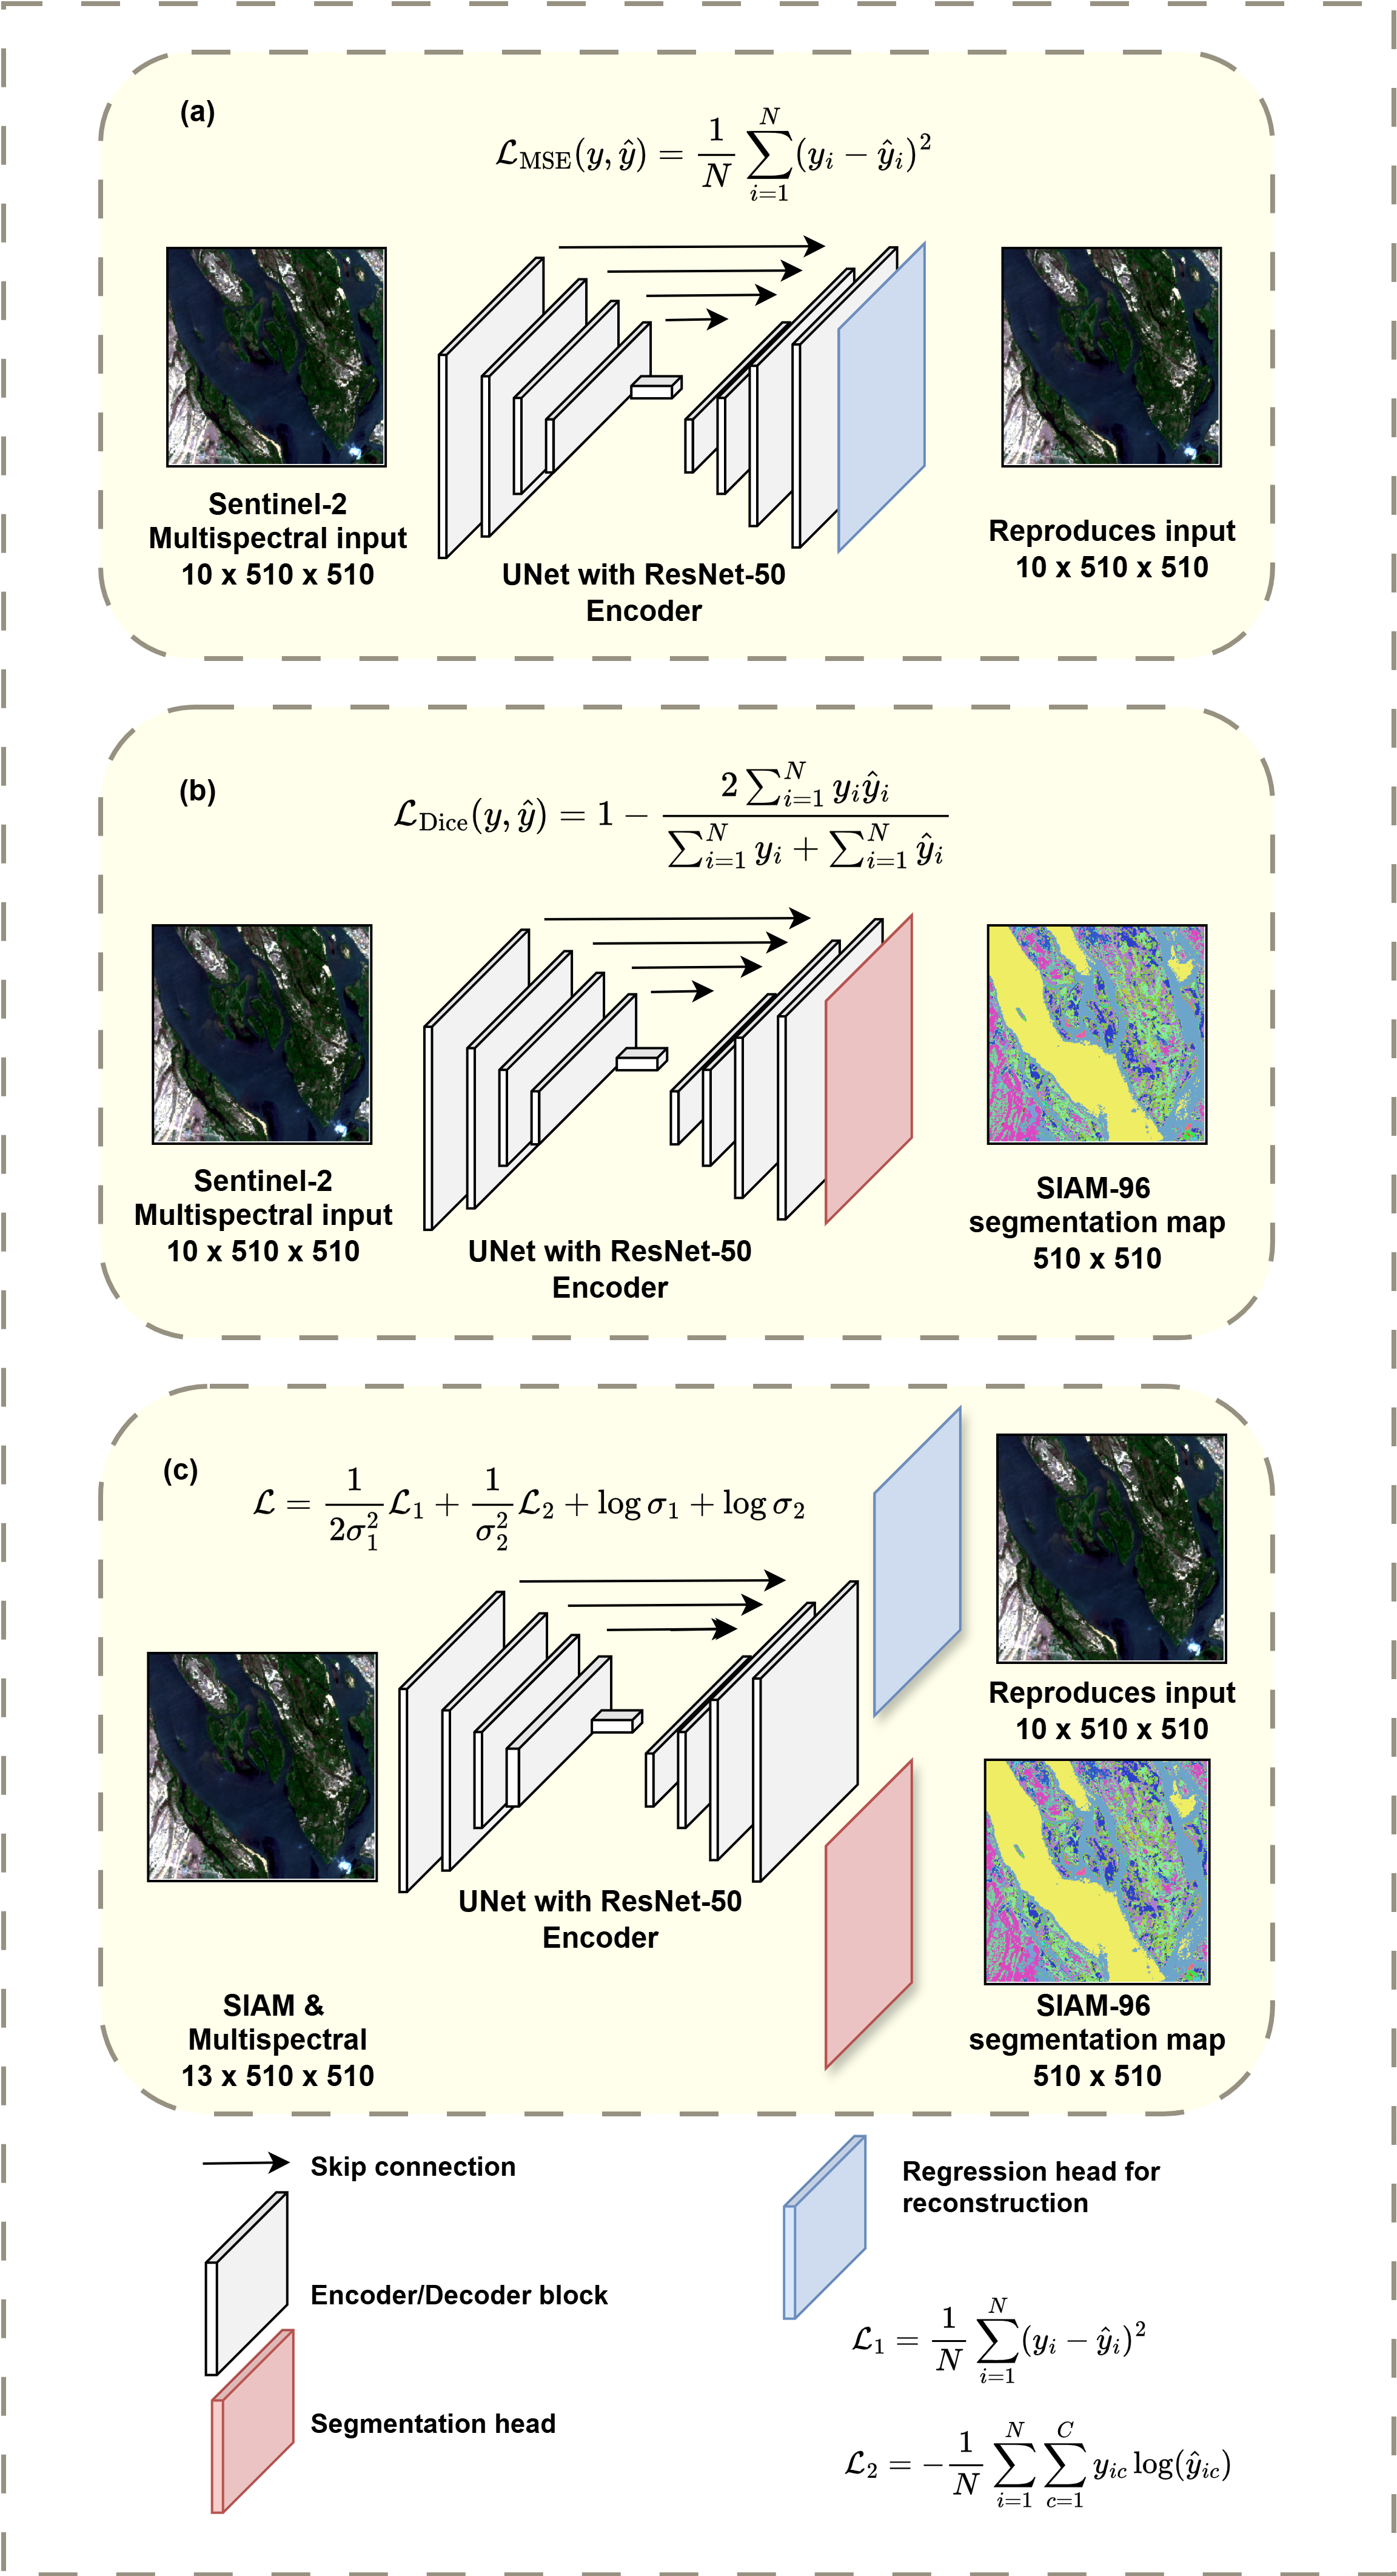 (a)
$\mathcal{L}_{\mathrm{MSE}}(y, \hat{y}) = \frac{1}{N} \sum_{i=1}^{N} (y_i - \hat{y}_i)^2$
Sentinel-2
Multispectral input
10 x 510 x 510
UNet with ResNet-50
Encoder
Reproduces input
10 x 510 x 510
(b)
$\mathcal{L}_{\mathrm{Dice}}(y, \hat{y}) = 1 - \frac{2 \sum_{i=1}^{N} y_i \hat{y}_i}{\sum_{i=1}^{N} y_i + \sum_{i=1}^{N} \hat{y}_i}$
Sentinel-2
Multispectral input
10 x 510 x 510
UNet with ResNet-50
Encoder
SIAM-96
segmentation map
510 x 510
(c)
$\mathcal{L} = \frac{1}{2\sigma_1^2} \mathcal{L}_1 + \frac{1}{\sigma_2^2} \mathcal{L}_2 + \log \sigma_1 + \log \sigma_2$
SIAM &
Multispectral
13 x 510 x 510
UNet with ResNet-50
Encoder
Reproduces input
10 x 510 x 510
SIAM-96
segmentation map
510 x 510
Skip connection
Encoder/Decoder block
Segmentation head
Regression head for
reconstruction
$\mathcal{L}_1 = \frac{1}{N} \sum_{i=1}^{N} (y_i - \hat{y}_i)^2$
$\mathcal{L}_2 = -\frac{1}{N} \sum_{i=1}^{N} \sum_{c=1}^{C} y_{ic} \log(\hat{y}_{ic})$